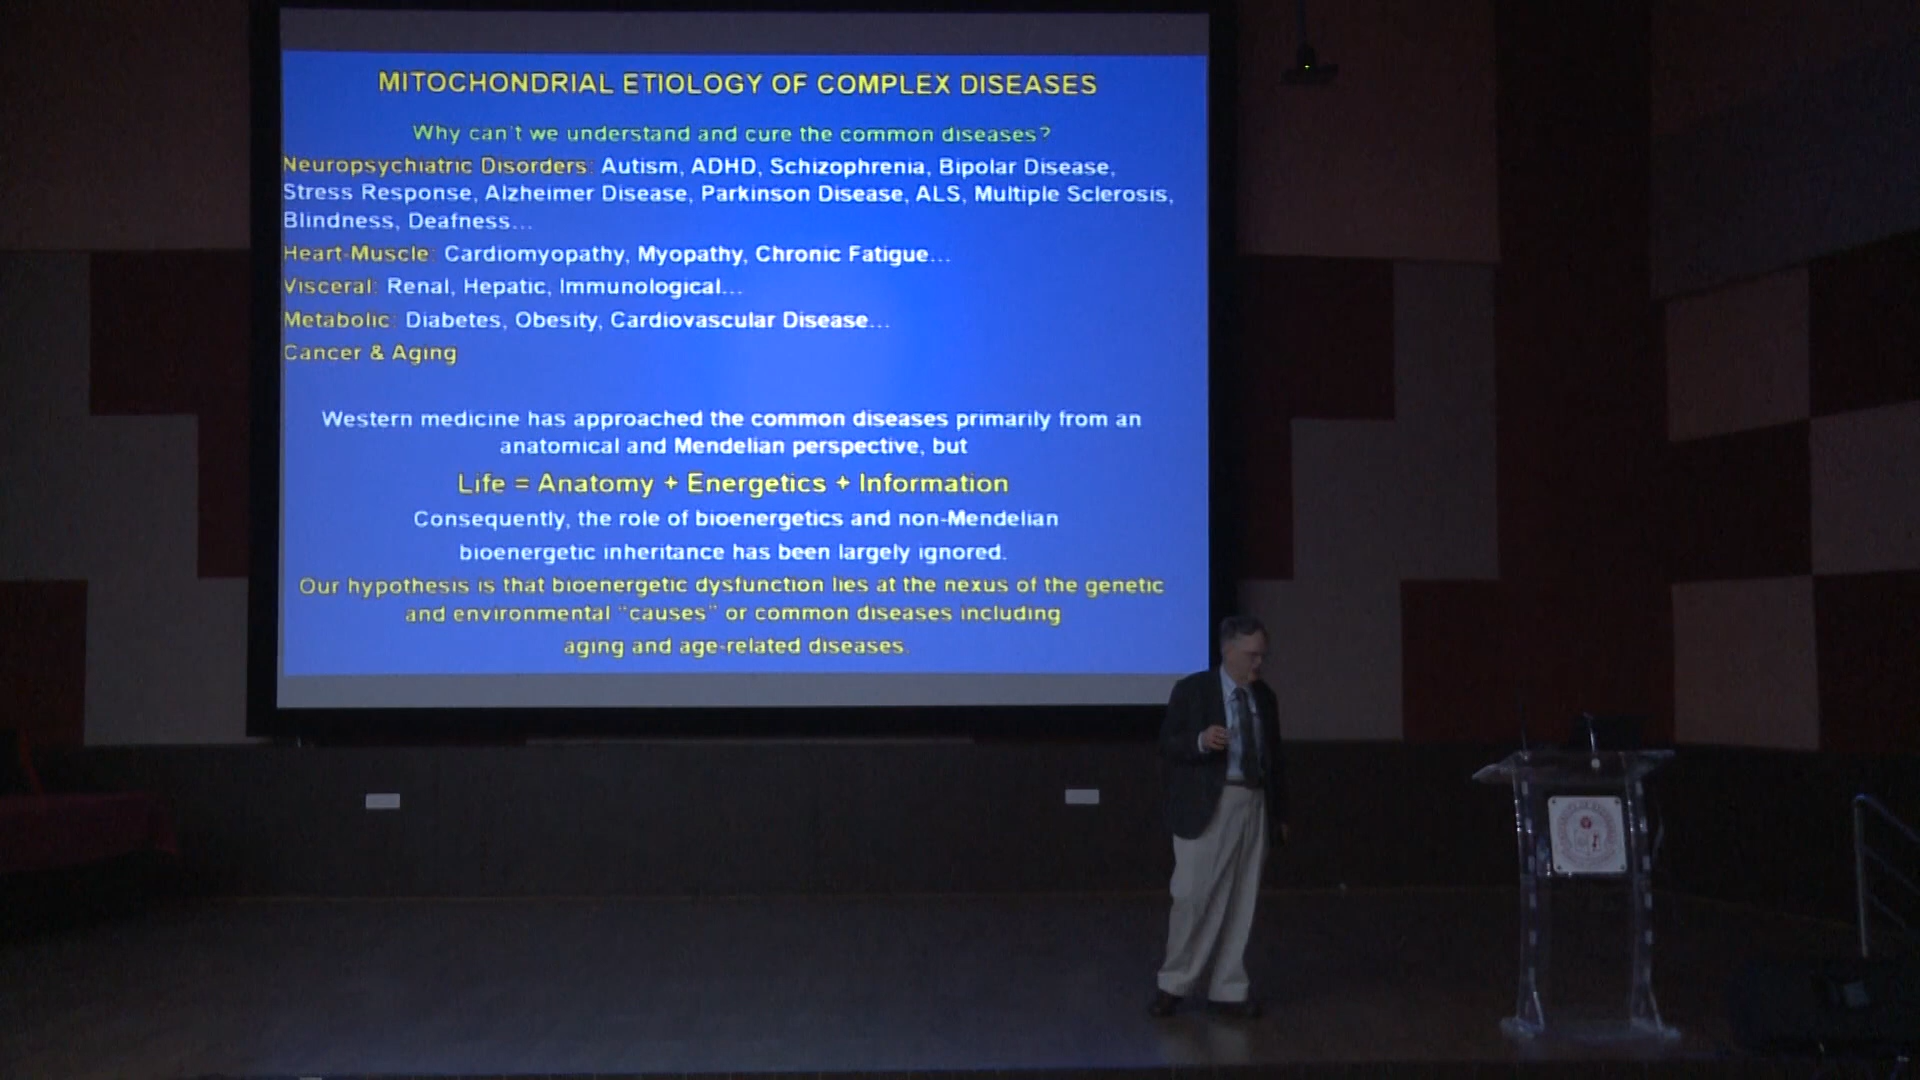 MITOCHONDRIAL ETIOLOGY OF COMPLEX DISEASES
Why can't we understand and cure the common diseases?
Neuropsychiatric Disorders: Autism, ADHD, Schizophrenia, Bipolar Disease,
Stress Response, Alzheimer Disease, Parkinson Disease, ALS, Multiple Sclerosis,
Blindness, Deafness...
Heart-Muscle: Cardiomyopathy, Myopathy, Chronic Fatigue...
Visceral: Renal, Hepatic, Immunological...
Metabolic: Diabetes, Obesity, Cardiovascular Disease...
Cancer & Aging
Western medicine has approached the common diseases primarily from an
anatomical and Mendelian perspective, but
Life = Anatomy + Energetics + Information
Consequently, the role of bioenergetics and non-Mendelian
bioenergetic inheritance has been largely ignored.
Our hypothesis is that bioenergetic dysfunction lies at the nexus of the genetic
and environmental "causes" or common diseases including
aging and age-related diseases.